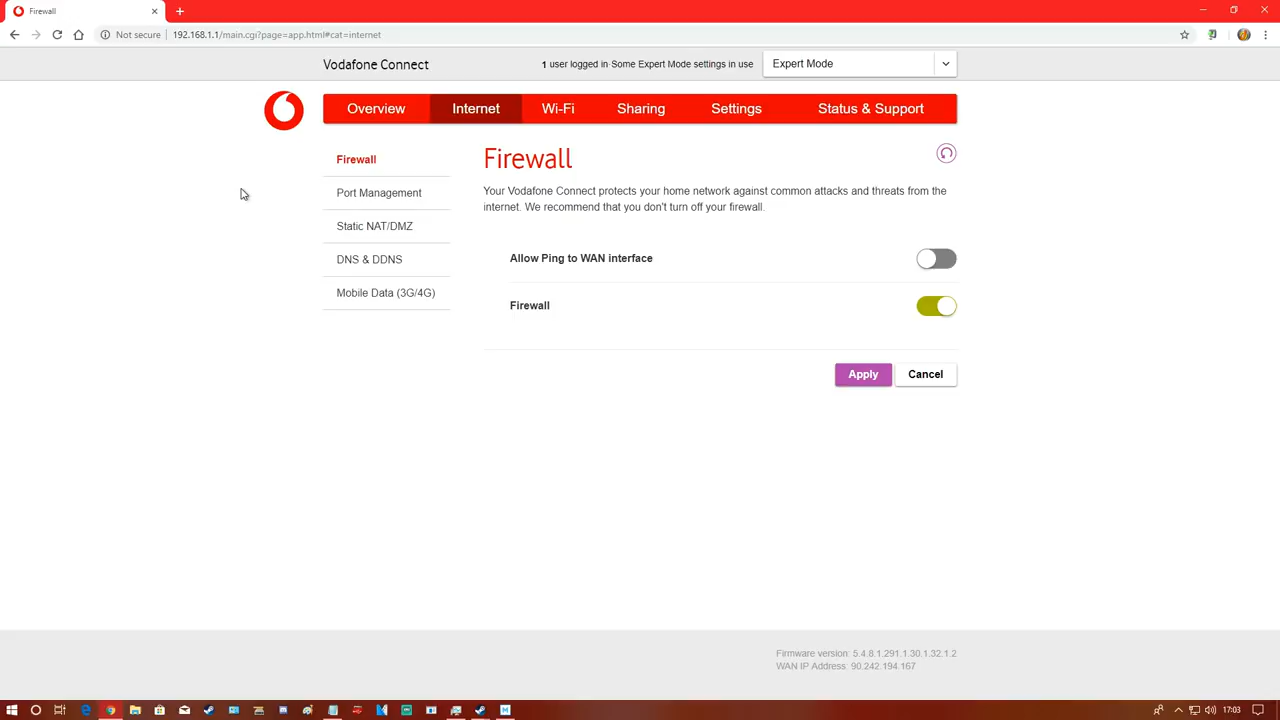 Firewall
Not secure
192.168.1.1/main.cgi?page=app.html#cat=internet
Vodafone Connect
1 user logged in Some Expert Mode settings in use
Expert Mode
Overview
Internet
Wi-Fi
Sharing
Settings
Status & Support
Firewall
Port Management
Static NAT/DMZ
DNS & DDNS
Mobile Data (3G/4G)
Firewall
Your Vodafone Connect protects your home network against common attacks and threats from the
internet. We recommend that you don't turn off your firewall.
Allow Ping to WAN interface
Firewall
Apply
Cancel
Firmware version: 5.4.8.1.291.1.30.1.32.1.2
WAN IP Address: 90.242.194.167
17:03